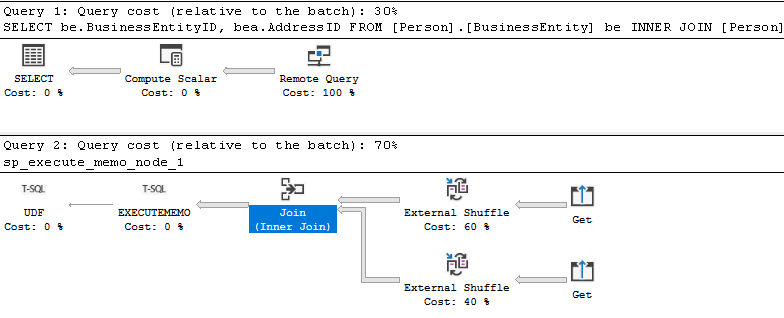 Query 1: Query cost (relative to the batch): 30%
SELECT be.BusinessEntityID, bea.AddressID FROM [Person].[BusinessEntity] be INNER JOIN [Person]
SELECT
Cost: 0 %
Compute Scalar
Cost: 0 %
Remote Query
Cost: 100 %
Query 2: Query cost (relative to the batch): 70%
sp_execute_memo_node_1
T-SQL
UDF
Cost: 0 %
T-SQL
EXECUTEMEMO
Cost: 0 %
Join
(Inner Join)
External Shuffle
Cost: 60 %
Get
External Shuffle
Cost: 40 %
Get